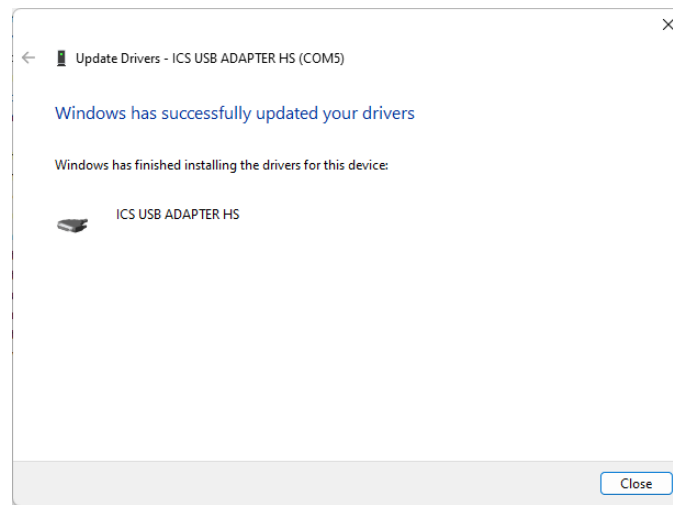 Update Drivers - ICS USB ADAPTER HS (COM5)
Windows has successfully updated your drivers
Windows has finished installing the drivers for this device:
ICS USB ADAPTER HS
Close